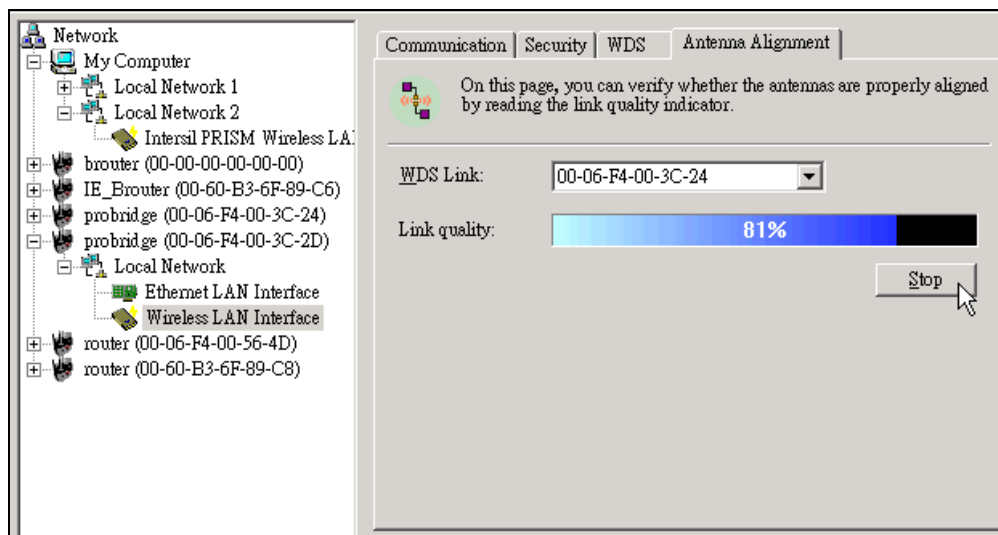 Network
My Computer
Local Network 1
Local Network 2
Intersil PRISM Wireless LA
brouter (00-00-00-00-00-00)
IE_Brouter (00-60-B3-6F-89-C6)
probridge (00-06-F4-00-3C-24)
probridge (00-06-F4-00-3C-2D)
Local Network
Ethernet LAN Interface
Wireless LAN Interface
router (00-06-F4-00-56-4D)
router (00-60-B3-6F-89-C8)
Communication Security WDS Antenna Alignment
On this page, you can verify whether the antennas are properly aligned
by reading the link quality indicator.
WDS Link: 00-06-F4-00-3C-24
Link quality: 81%
Stop